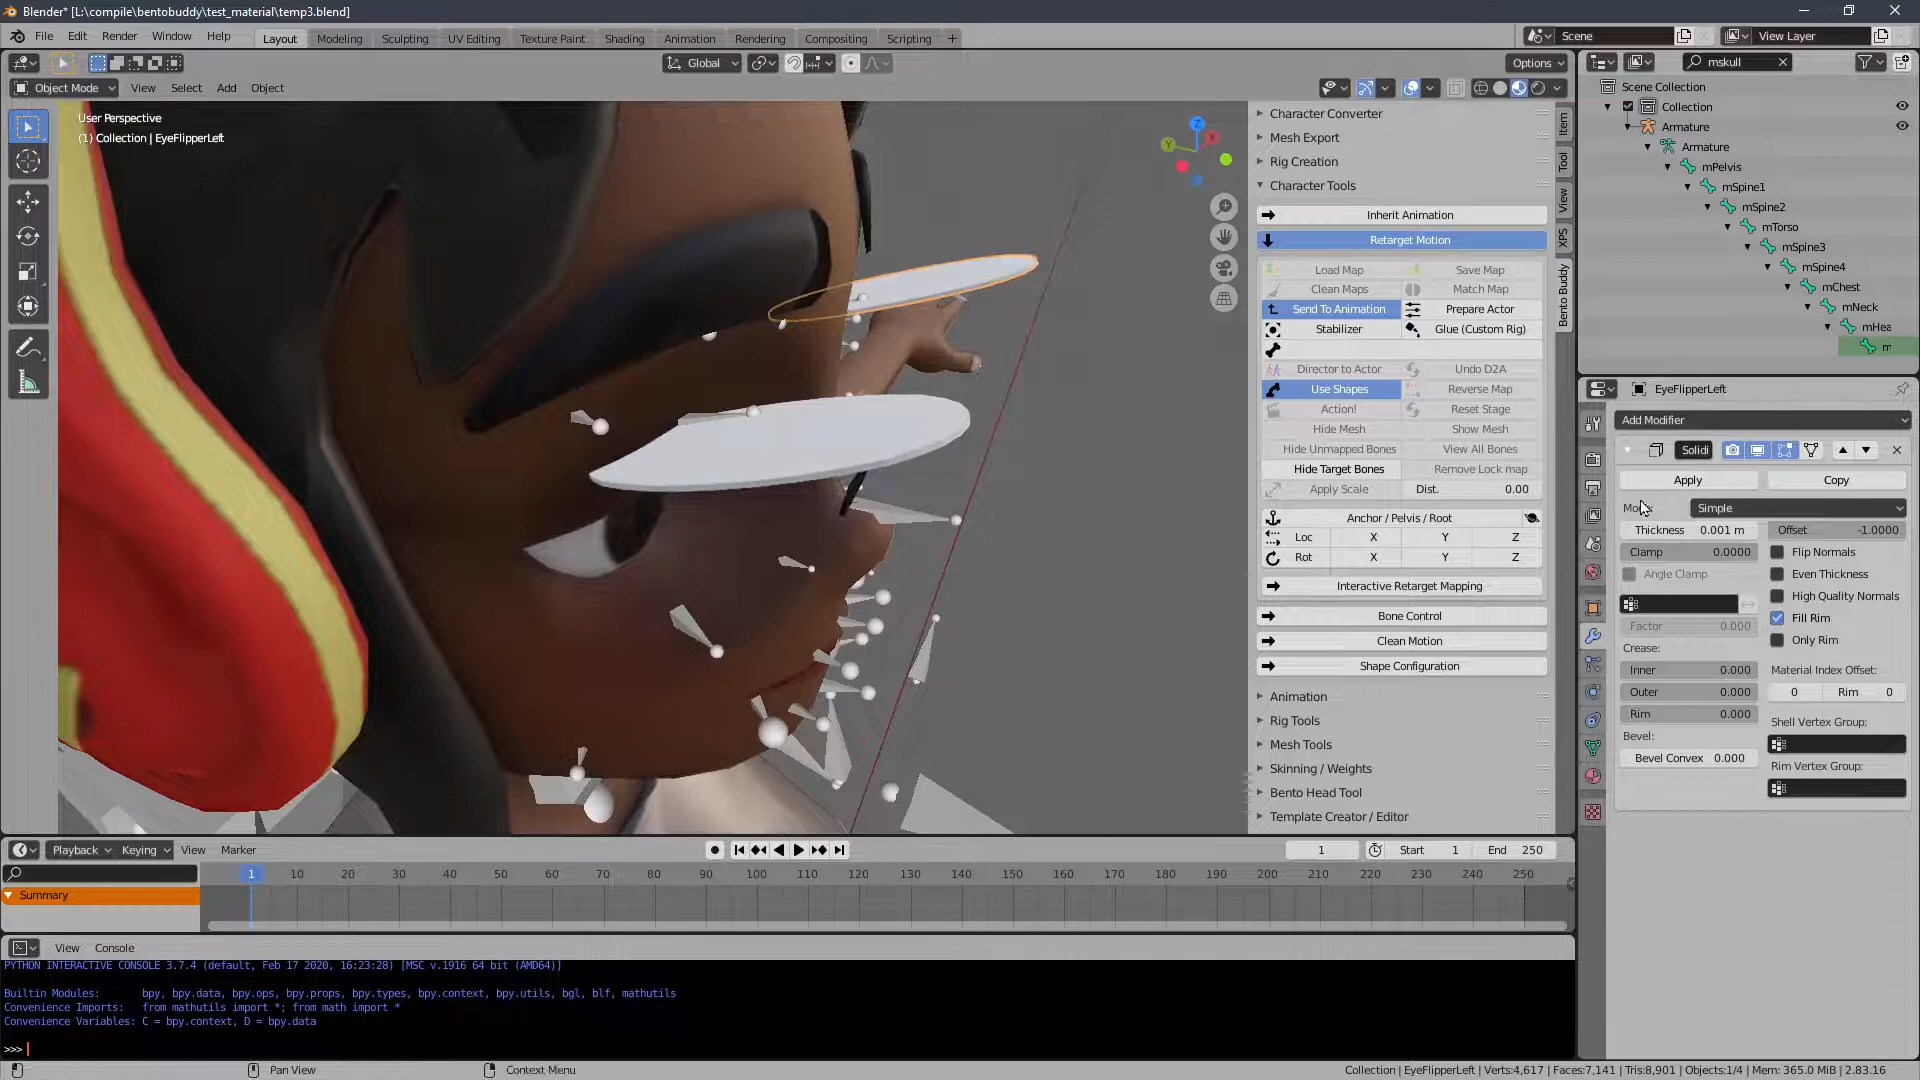 Blender* [L:\compile\bentobuddy\test_material\temp3.blend]
File Edit Render Window Help
Layout Modeling Sculpting UV Editing Texture Paint Shading Animation Rendering Compositing Scripting +
Scene
View Layer
Global
Options
mskull
Object Mode View Select Add Object
User Perspective
(1) Collection | EyeFlipperLeft
Z
Y
X
Item
Tool
View
XPS
Bento Buddy
Character Converter
Mesh Export
Rig Creation
Character Tools
Inherit Animation
Retarget Motion
Load Map Save Map
Clean Maps Match Map
Send To Animation Prepare Actor
Stabilizer Glue (Custom Rig)
Director to Actor Undo D2A
Use Shapes Reverse Map
Action! Reset Stage
Hide Mesh Show Mesh
Hide Unmapped Bones View All Bones
Hide Target Bones Remove Lock map
Apply Scale Dist. 0.00
Anchor / Pelvis / Root
Loc X Y Z
Rot X Y Z
Interactive Retarget Mapping
Bone Control
Clean Motion
Shape Configuration
Animation
Rig Tools
Mesh Tools
Skinning / Weights
Bento Head Tool
Template Creator / Editor
Scene Collection
Collection
Armature
Armature
mPelvis
mSpine1
mSpine2
mTorso
mSpine3
mSpine4
mChest
mNeck
mHea
m
EyeFlipperLeft
Add Modifier
Solidi
Apply Copy
Simple
Thickness 0.001 m Offset -1.0000
Clamp 0.0000 Flip Normals
Angle Clamp Even Thickness
High Quality Normals
Factor 0.000 Fill Rim
Only Rim
Crease:
Inner 0.000 Material Index Offset:
Outer 0.000 0 Rim 0
Rim 0.000 Shell Vertex Group:
Bevel:
Bevel Convex 0.000 Rim Vertex Group:
Playback Keying View Marker
1 Start 1 End 250
1 10 20 30 40 50 60 70 80 90 100 110 120 130 140 150 160 170 180 190 200 210 220 230 240 250
Summary
View Console
PYTHON INTERACTIVE CONSOLE 3.7.4 (default, Feb 17 2020, 16:23:28) [MSC v.1916 64 bit (AMD64)]
Builtin Modules: bpy, bpy.data, bpy.ops, bpy.props, bpy.types, bpy.context, bpy.utils, bgl, blf, mathutils
Convenience Imports: from mathutils import *; from math import *
Convenience Variables: C = bpy.context, D = bpy.data
>>>
Pan View Context Menu
Collection | EyeFlipperLeft | Verts:4,617 | Faces:7,141 | Tris:8,901 | Objects:1/4 | Mem: 365.0 MiB | 2.83.16